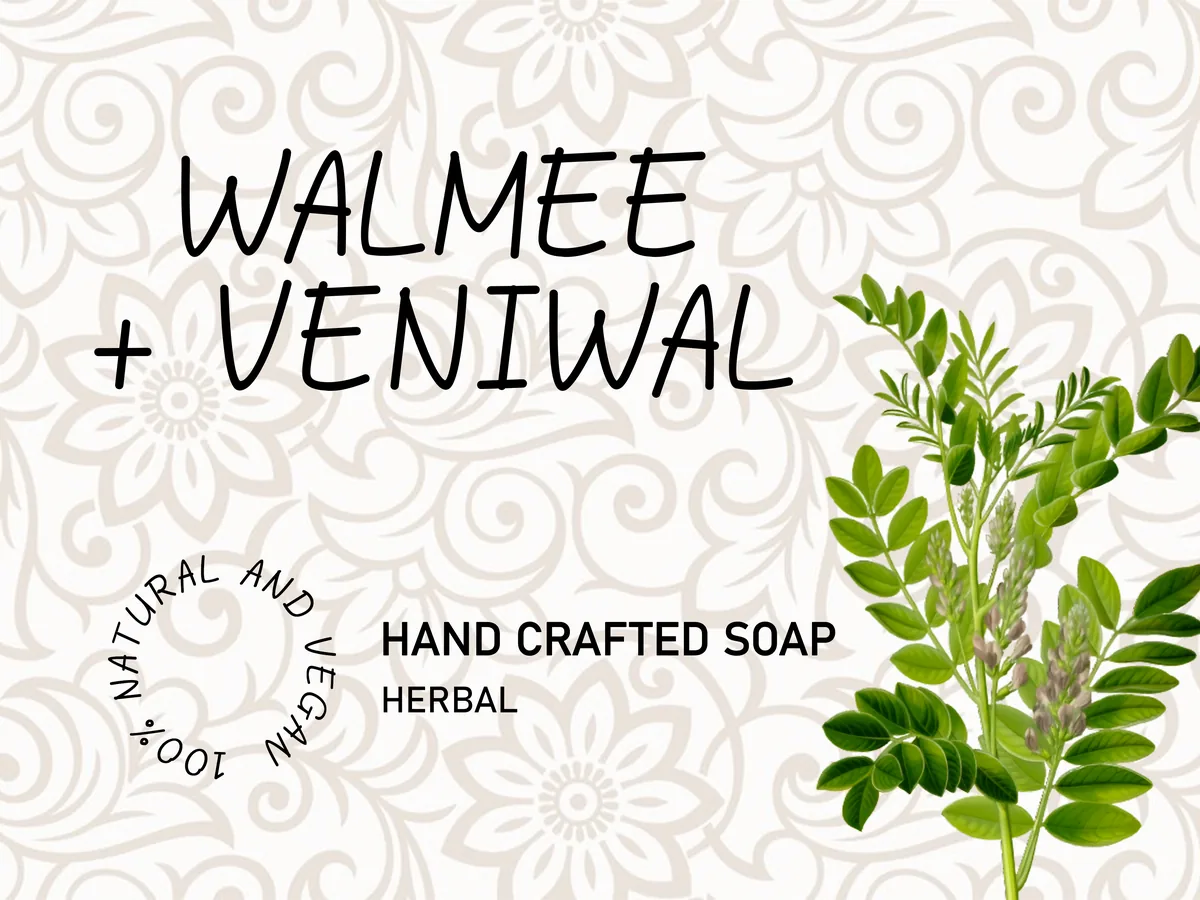 WALMEE
+ VENIWAL
100% NATURAL AND VEGAN
HAND CRAFTED SOAP
HERBAL